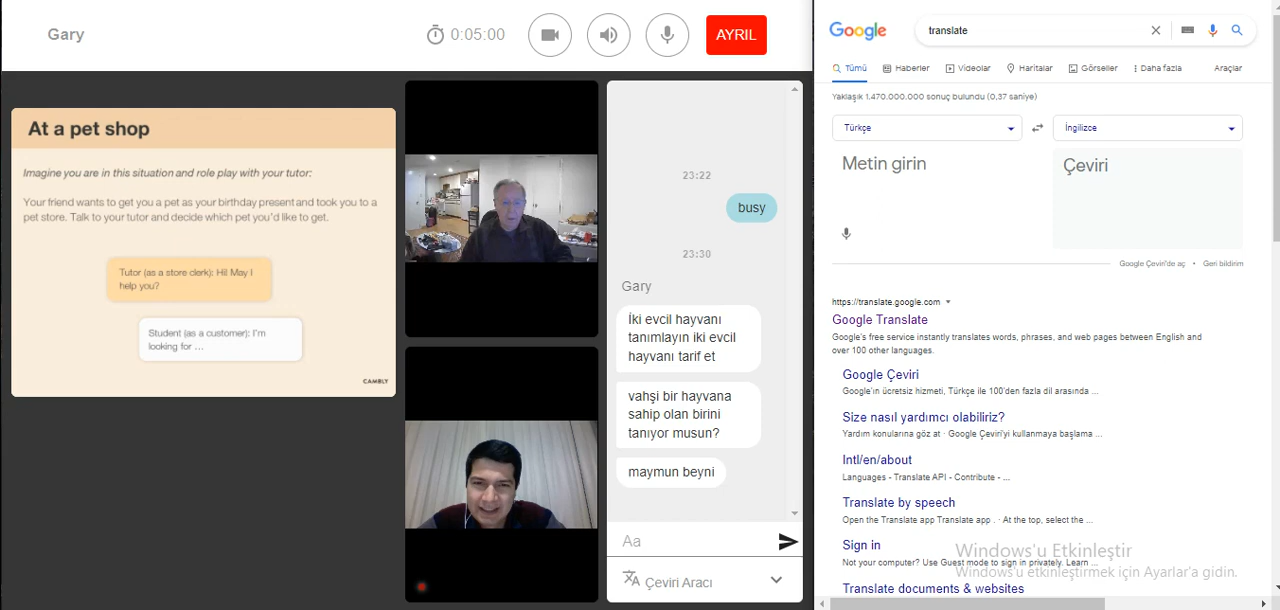 Gary
0:05:00
AYRIL
At a pet shop
Imagine you are in this situation and role play with your tutor:
Your friend wants to get you a pet as your birthday present and took you to a
pet store. Talk to your tutor and decide which pet you'd like to get.
Tutor (as a store clerk): Hi! May I
help you?
Student (as a customer): I'm
looking for ...
CAMBLY
23:22
busy
23:30
Gary
İki evcil hayvanı
tanımlayın iki evcil
hayvanı tarif et
vahşi bir hayvana
sahip olan birini
tanıyor musun?
maymun beyni
Aa
Çeviri Aracı
Google
translate
Tümü
Haberler
Videolar
Haritalar
Görseller
Daha fazla
Araçlar
Yaklaşık 1.470.000.000 sonuç bulundu (0,37 saniye)
Türkçe
İngilizce
Metin girin
Çeviri
Google Çeviri'de aç • Geri bildirim
https://translate.google.com
Google Translate
Google's free service instantly translates words, phrases, and web pages between English and
over 100 other languages.
Google Çeviri
Google'ın ücretsiz hizmeti, Türkçe ile 100'den fazla dil arasında ...
Size nasıl yardımcı olabiliriz?
Yardım konularına göz at · Google Çeviri'yi kullanmaya başlama ...
Intl/en/about
Languages - Translate API - Contribute - ...
Translate by speech
Open the Translate app Translate app . · At the top, select the ...
Sign in
Not your computer? Use Guest mode to sign in privately. Learn ...
Translate documents & websites
Windows'u Etkinleştir
Windows'u etkinleştirmek için Ayarlar'a gidin.